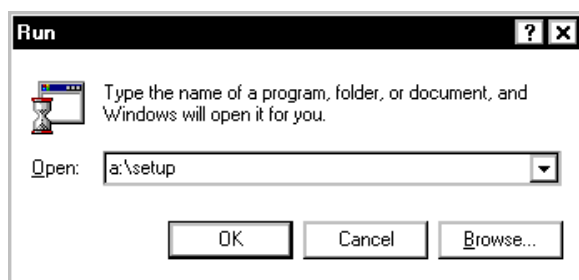 Run
Type the name of a program, folder, or document, and
Windows will open it for you.
Open: a:\setup
OK Cancel Browse...